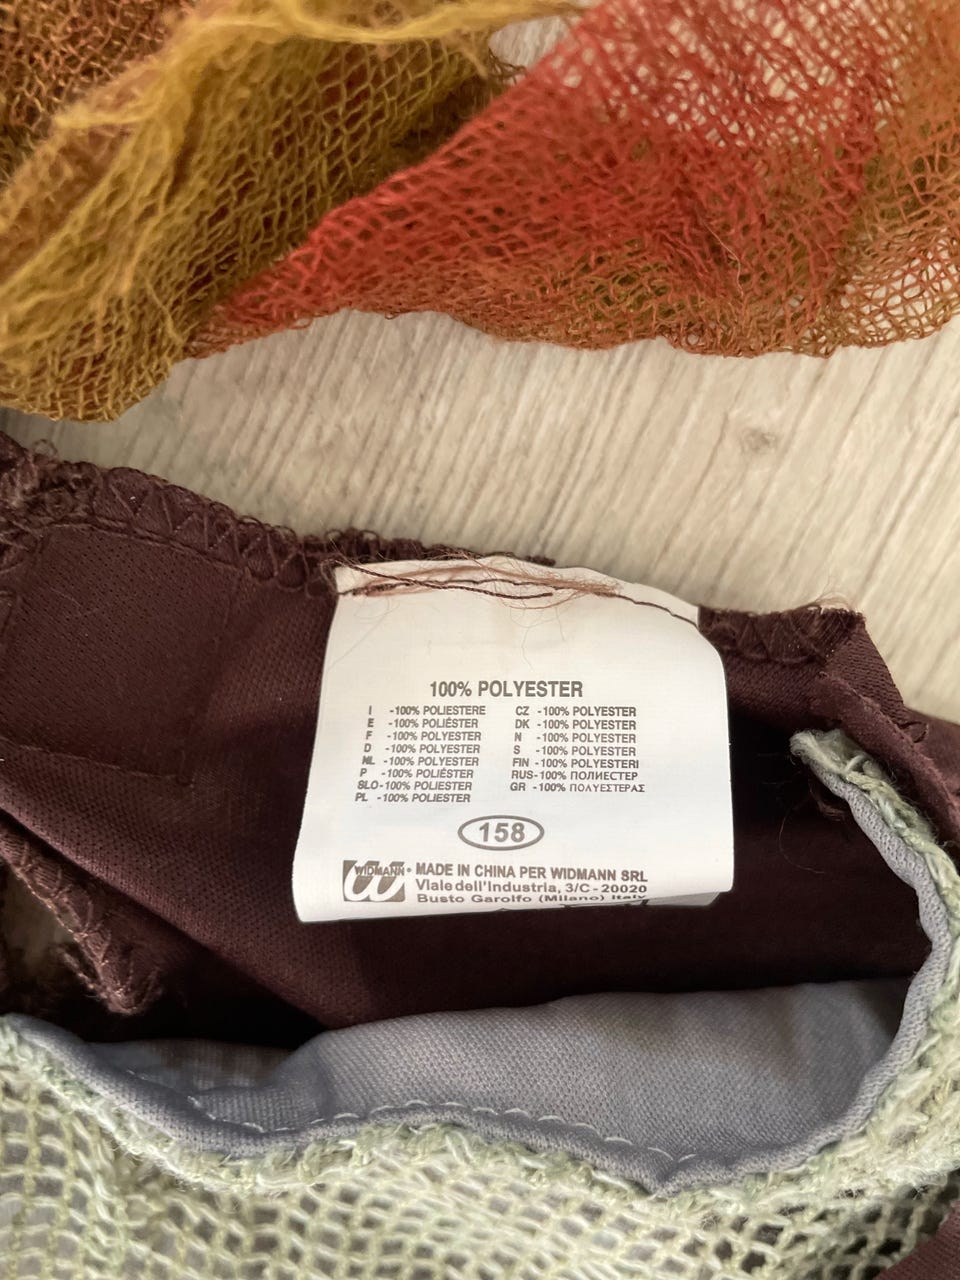 100% POLYESTER
I -100% POLIESTERE
E -100% POLIÉSTER
F -100% POLYESTER
D -100% POLYESTER
NL -100% POLYESTER
P -100% POLIÉSTER
SLO-100% POLIESTER
PL -100% POLIESTER
CZ -100% POLYESTER
DK -100% POLYESTER
N -100% POLYESTER
S -100% POLYESTER
FIN -100% POLYESTERI
RUS-100% ПОЛИЕСТЕР
GR -100% ΠΟΛΥΕΣΤΕΡΑΣ
158
WIDMANN
MADE IN CHINA PER WIDMANN SRL
Viale dell'Industria, 3/C - 20020
Busto Garolfo (Milano) Italy